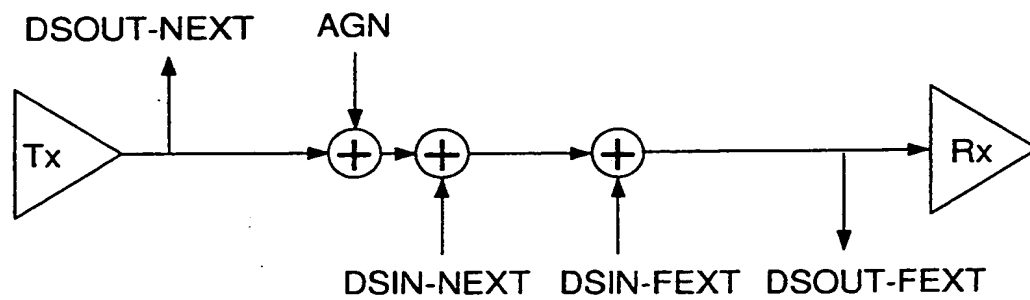 DSOUT-NEXT AGN
Tx + + + Rx
DSIN-NEXT DSIN-FEXT DSOUT-FEXT